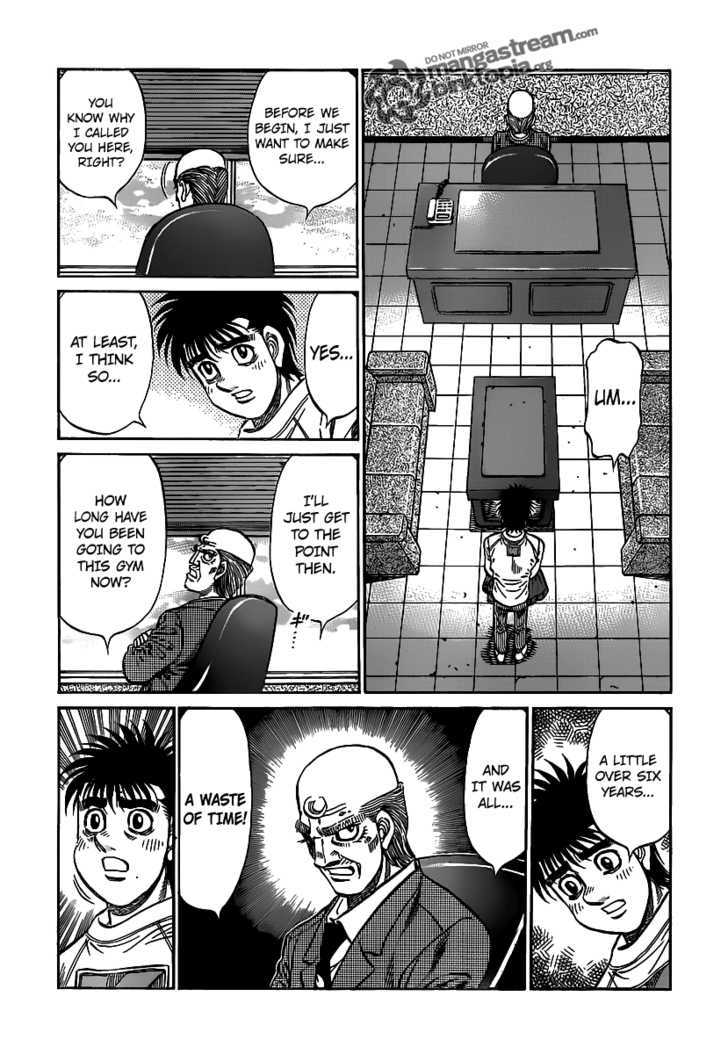 DO NOT MIRROR
mangastream.com
binktopia.org
UM...
BEFORE WE
BEGIN, I JUST
WANT TO MAKE
SURE...
YOU
KNOW WHY
I CALLED
YOU HERE,
RIGHT?
YES...
AT LEAST,
I THINK
SO...
I'LL
JUST GET
TO THE
POINT
THEN.
HOW
LONG HAVE
YOU BEEN
GOING TO
THIS GYM
NOW?
ギ...
A LITTLE
OVER SIX
YEARS...
AND
IT WAS
ALL...
A WASTE
OF TIME!